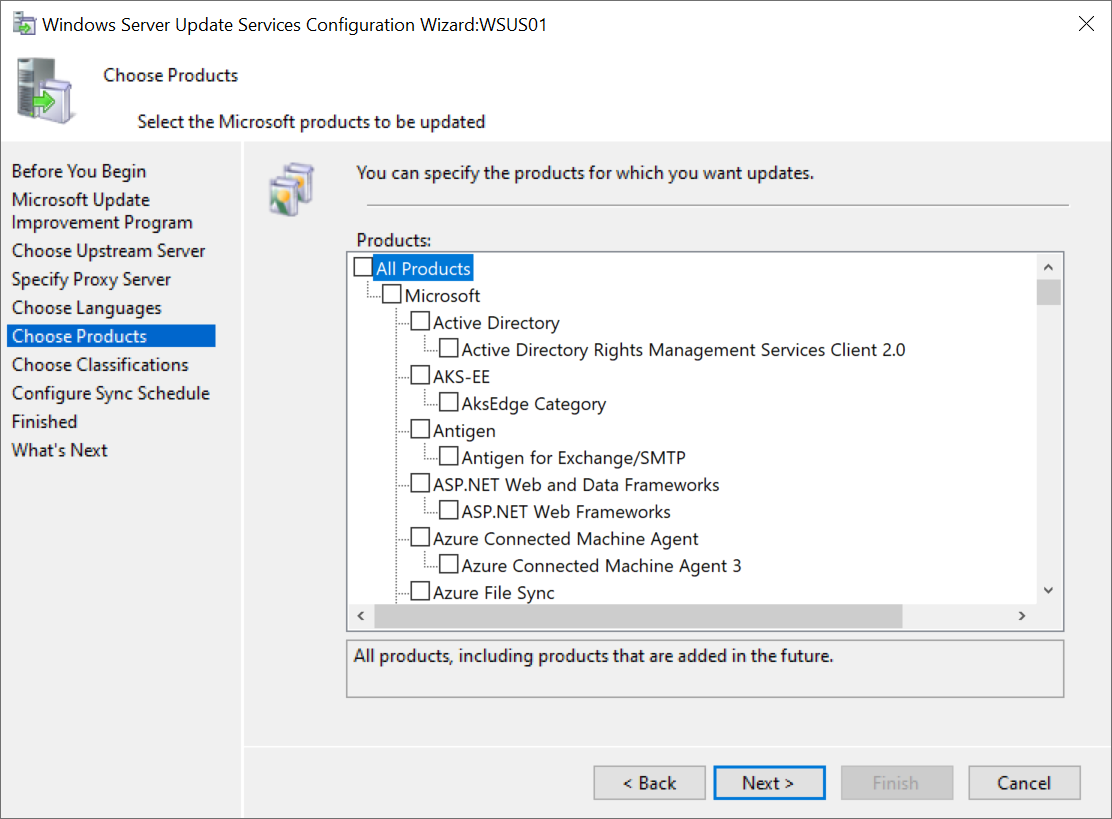 Windows Server Update Services Configuration Wizard:WSUS01
Choose Products
Select the Microsoft products to be updated
Before You Begin
Microsoft Update
Improvement Program
Choose Upstream Server
Specify Proxy Server
Choose Languages
Choose Products
Choose Classifications
Configure Sync Schedule
Finished
What's Next
You can specify the products for which you want updates.
Products:
All Products
Microsoft
Active Directory
Active Directory Rights Management Services Client 2.0
AKS-EE
AksEdge Category
Antigen
Antigen for Exchange/SMTP
ASP.NET Web and Data Frameworks
ASP.NET Web Frameworks
Azure Connected Machine Agent
Azure Connected Machine Agent 3
Azure File Sync
All products, including products that are added in the future.
< Back
Next >
Finish
Cancel